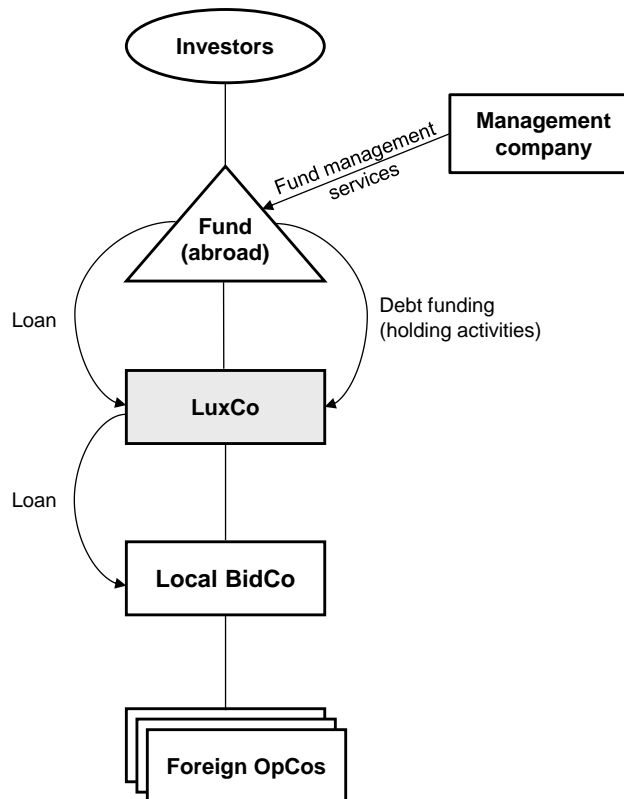 Investors
Management
company
Fund management
services
Fund
(abroad)
Loan
Debt funding
(holding activities)
LuxCo
Loan
Local BidCo
Foreign OpCos